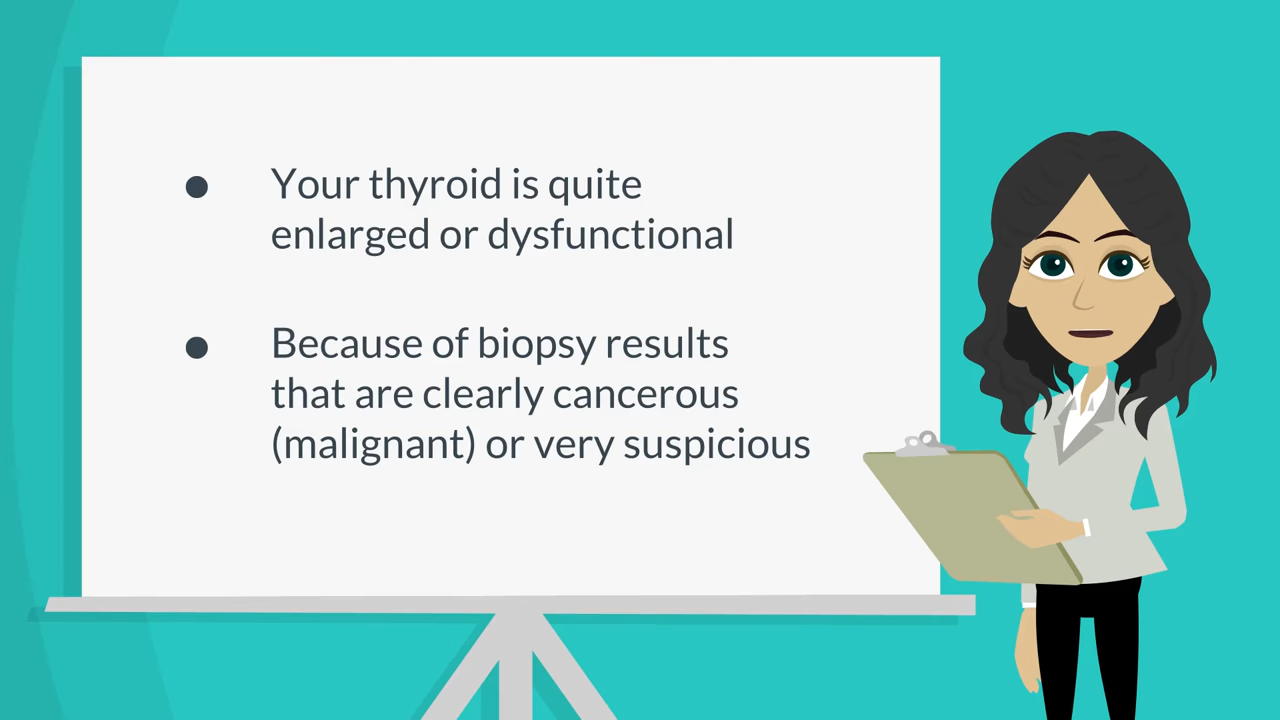 ● Your thyroid is quite
enlarged or dysfunctional
● Because of biopsy results
that are clearly cancerous
(malignant) or very suspicious